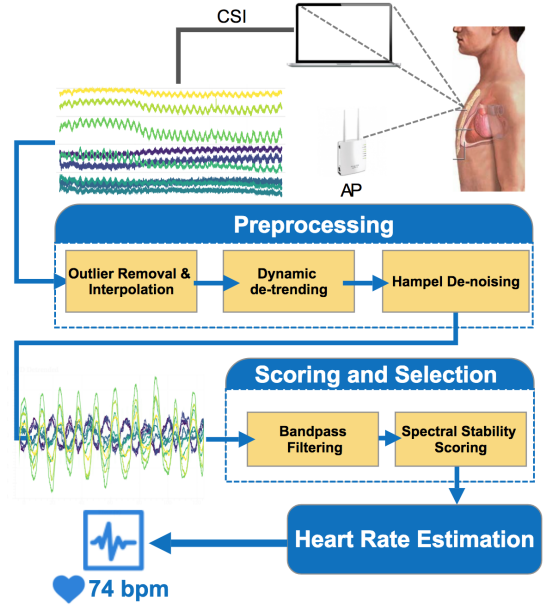 CSI
AP
Preprocessing
Outlier Removal &
Interpolation
Dynamic
de-trending
Hampel De-noising
Scoring and Selection
Bandpass
Filtering
Spectral Stability
Scoring
Heart Rate Estimation
74 bpm